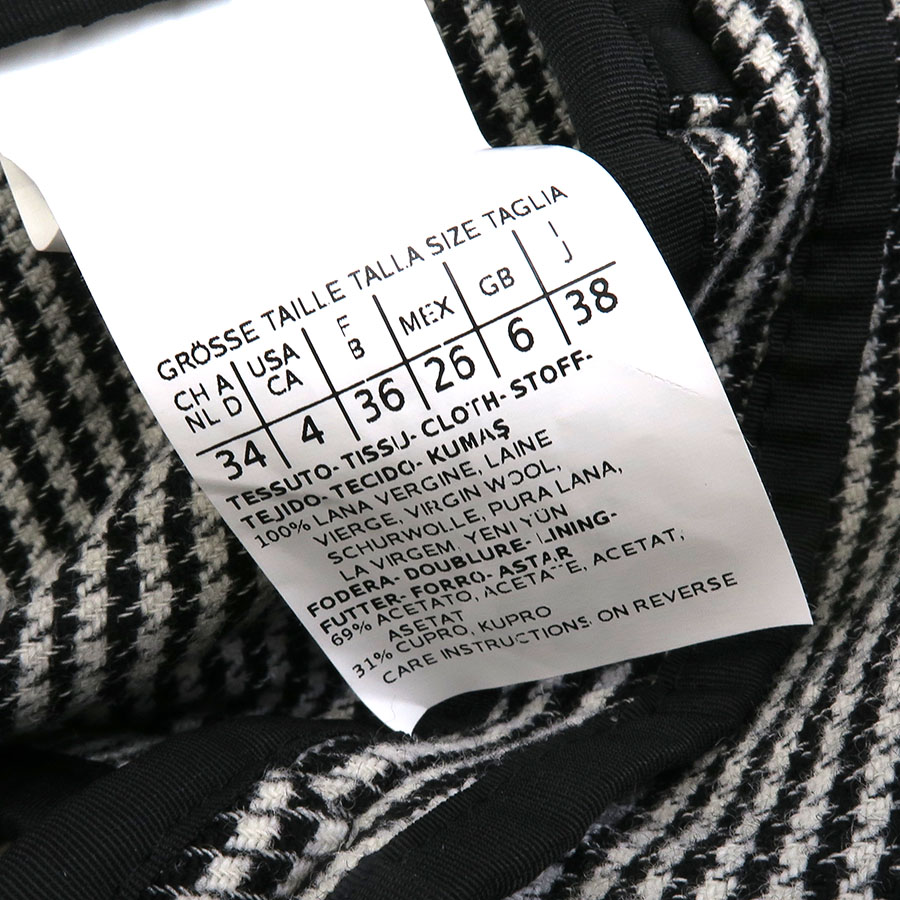 GRÖSSE TAILLE TALLA SIZE TAGLIA
CH A USA F MEX GB I
NL D CA B J
34 4 36 26 6 38
TESSUTO-TISSU-CLOTH-STOFF-
TEJIDO-TECIDO-KUMAŞ
100% LANA VERGINE, LAINE
VIERGE, VIRGIN WOOL,
SCHURWOLLE, PURA LANA,
LA VIRGEM, YENI YÜN
FODERA-DOUBLURE-LINING-
FUTTER-FORRO-ASTAR
69% ACETATO, ACETATE, ACETAT,
ASETAT
31% CUPRO, KUPRO
CARE INSTRUCTIONS ON REVERSE